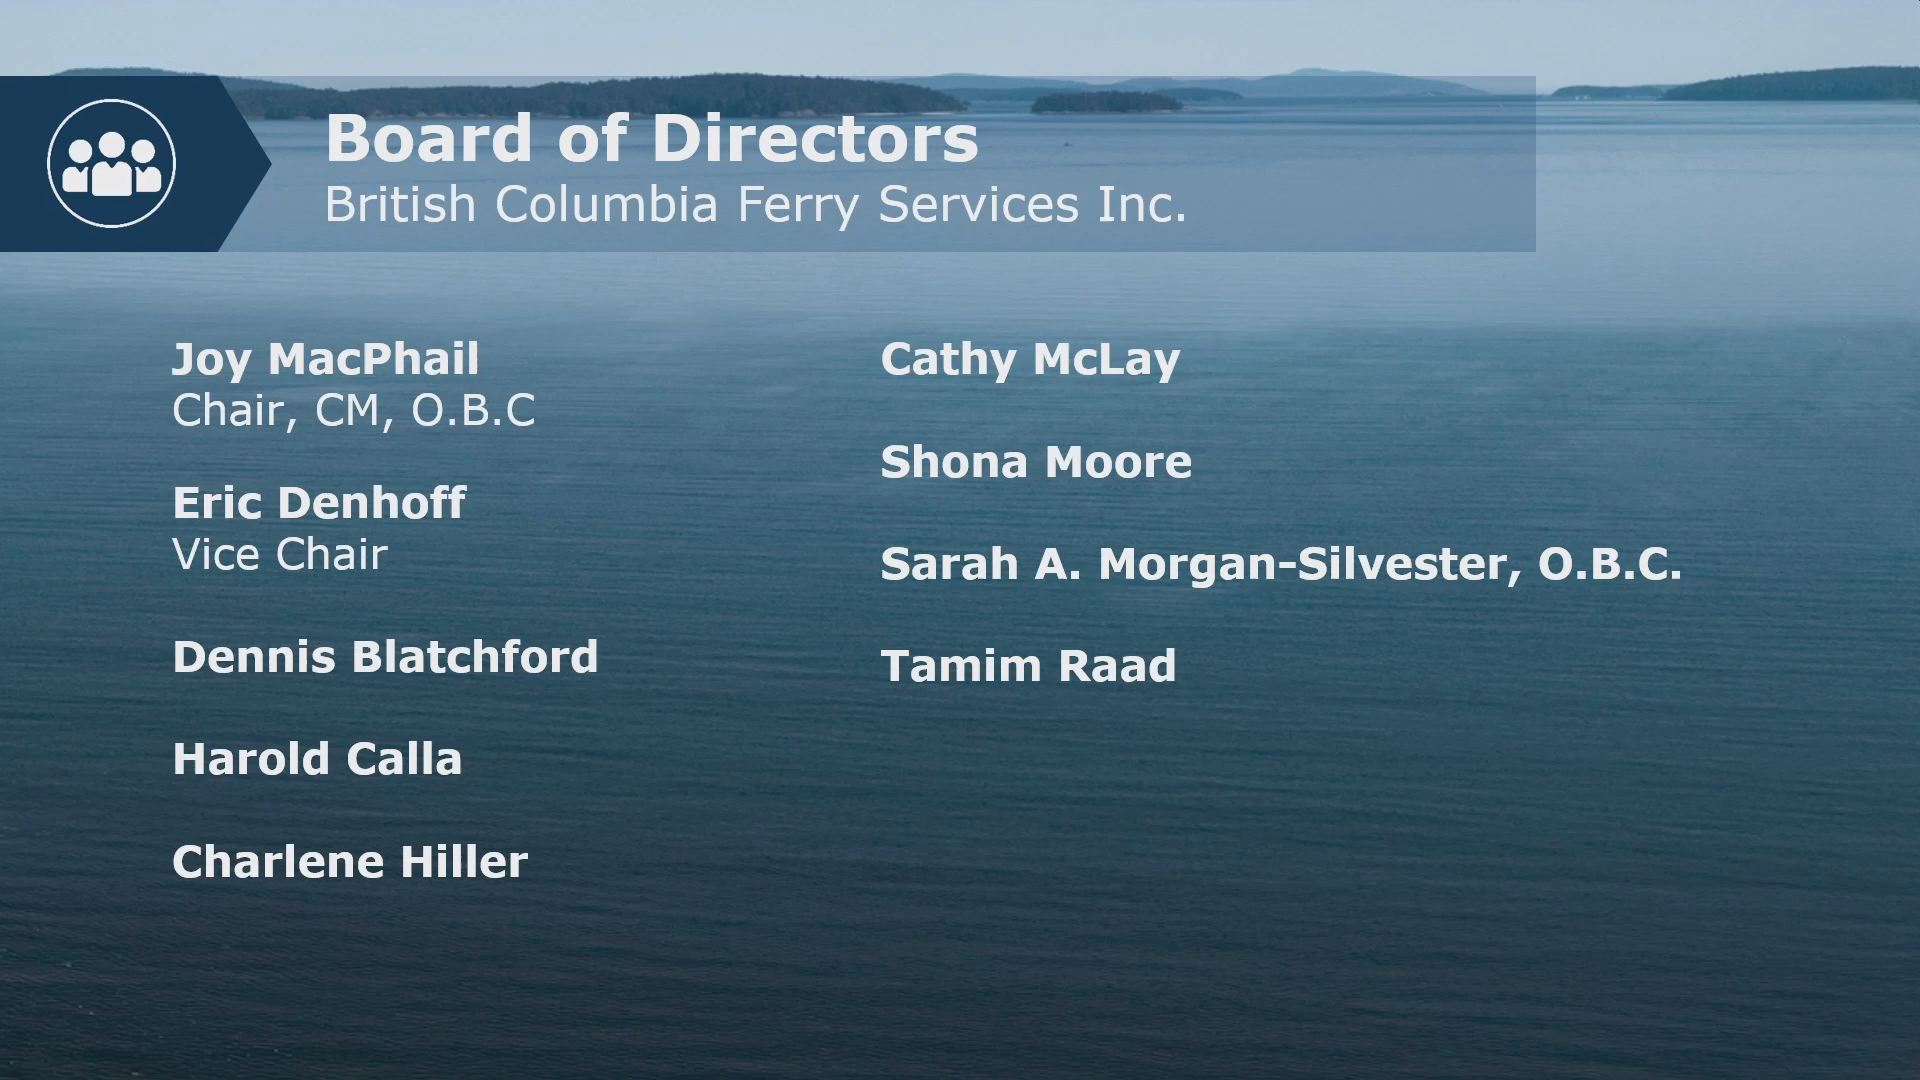 Board of Directors
British Columbia Ferry Services Inc.
Joy MacPhail
Chair, CM, O.B.C
Eric Denhoff
Vice Chair
Dennis Blatchford
Harold Calla
Charlene Hiller
Cathy McLay
Shona Moore
Sarah A. Morgan-Silvester, O.B.C.
Tamim Raad